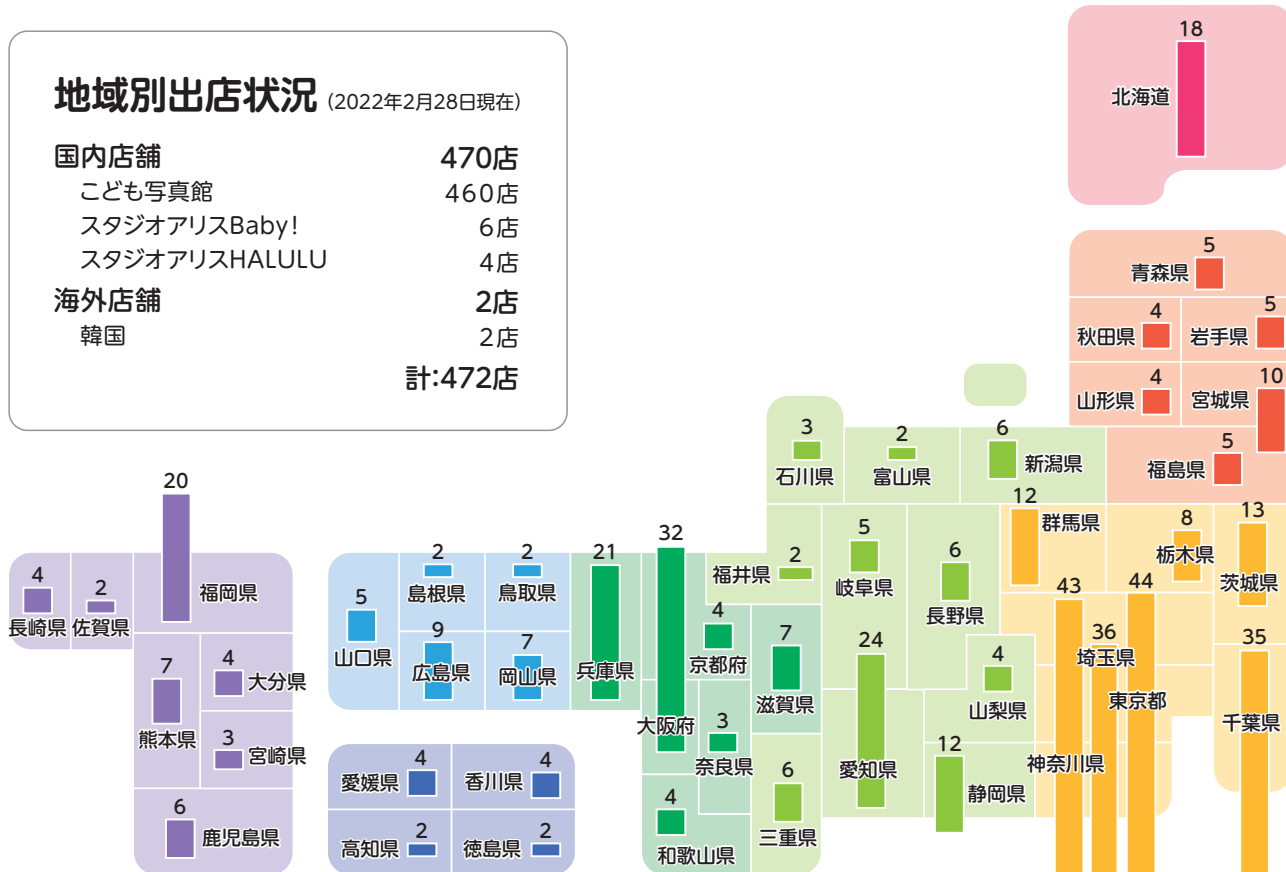 地域別出店状況 (2022年2月28日現在)
国内店舗 470店
こども写真館 460店
スタジオアリスBaby! 6店
スタジオアリスHALULU 4店
海外店舗 2店
韓国 2店
計:472店
18
北海道
5
青森県
4
秋田県
5
岩手県
4
山形県
10
宮城県
5
福島県
3
石川県
2
富山県
6
新潟県
12
群馬県
8
栃木県
13
茨城県
43
神奈川県
36
埼玉県
44
東京都
35
千葉県
2
福井県
5
岐阜県
6
長野県
4
山梨県
24
愛知県
12
静岡県
6
三重県
21
兵庫県
32
大阪府
4
京都府
7
滋賀県
3
奈良県
4
和歌山県
5
山口県
2
島根県
2
鳥取県
9
広島県
7
岡山県
4
愛媛県
4
香川県
2
高知県
2
徳島県
20
福岡県
4
長崎県
2
佐賀県
7
熊本県
4
大分県
3
宮崎県
6
鹿児島県